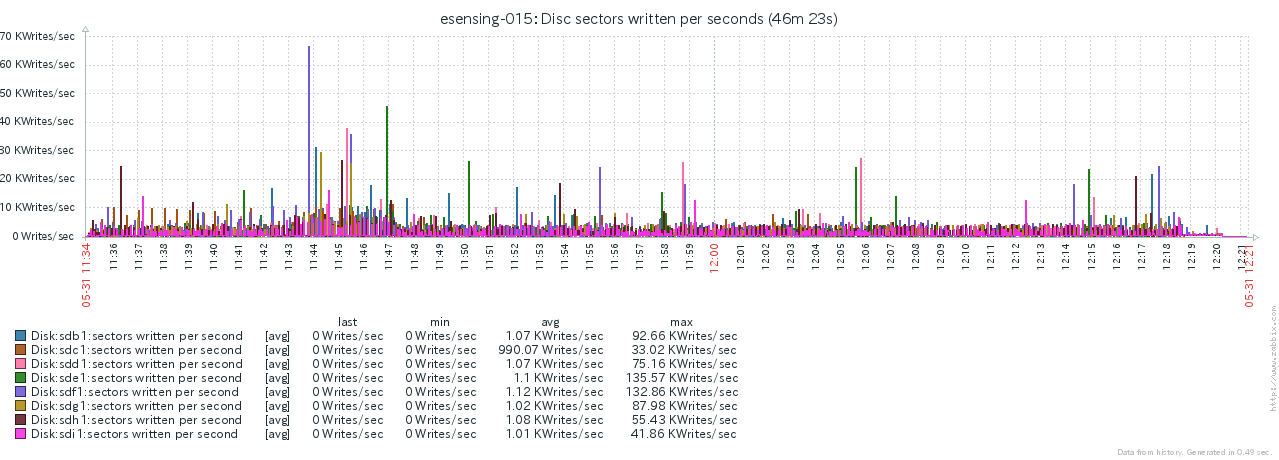 esensing-015: Disc sectors written per seconds (46m 23s)
70 KWrites/sec
60 KWrites/sec
50 KWrites/sec
40 KWrites/sec
30 KWrites/sec
20 KWrites/sec
10 KWrites/sec
0 KWrites/sec
05-31 11:34
11:36
11:37
11:38
11:39
11:40
11:41
11:42
11:43
11:44
11:45
11:46
11:47
11:48
11:49
11:50
11:51
11:52
11:53
11:54
11:55
11:56
11:57
11:58
11:59
12:00
12:01
12:02
12:03
12:04
12:05
12:06
12:07
12:08
12:09
12:10
12:11
12:12
12:13
12:14
12:15
12:16
12:17
12:18
12:19
12:20
12:21
05-31 12:21
last min avg max
Disk:sdb1:sectors written per second [avg] 0 Writes/sec 0 Writes/sec 1.07 KWrites/sec 92.66 KWrites/sec
Disk:sdc1:sectors written per second [avg] 0 Writes/sec 0 Writes/sec 990.07 Writes/sec 33.02 KWrites/sec
Disk:sdd1:sectors written per second [avg] 0 Writes/sec 0 Writes/sec 1.07 KWrites/sec 75.16 KWrites/sec
Disk:sde1:sectors written per second [avg] 0 Writes/sec 0 Writes/sec 1.1 KWrites/sec 135.57 KWrites/sec
Disk:sdf1:sectors written per second [avg] 0 Writes/sec 0 Writes/sec 1.12 KWrites/sec 132.86 KWrites/sec
Disk:sdg1:sectors written per second [avg] 0 Writes/sec 0 Writes/sec 1.02 KWrites/sec 87.98 KWrites/sec
Disk:sdh1:sectors written per second [avg] 0 Writes/sec 0 Writes/sec 1.08 KWrites/sec 55.43 KWrites/sec
Disk:sdi1:sectors written per second [avg] 0 Writes/sec 0 Writes/sec 1.01 KWrites/sec 41.86 KWrites/sec
http://www.zabbix.com
Data from history. Generated in 0.49 sec.